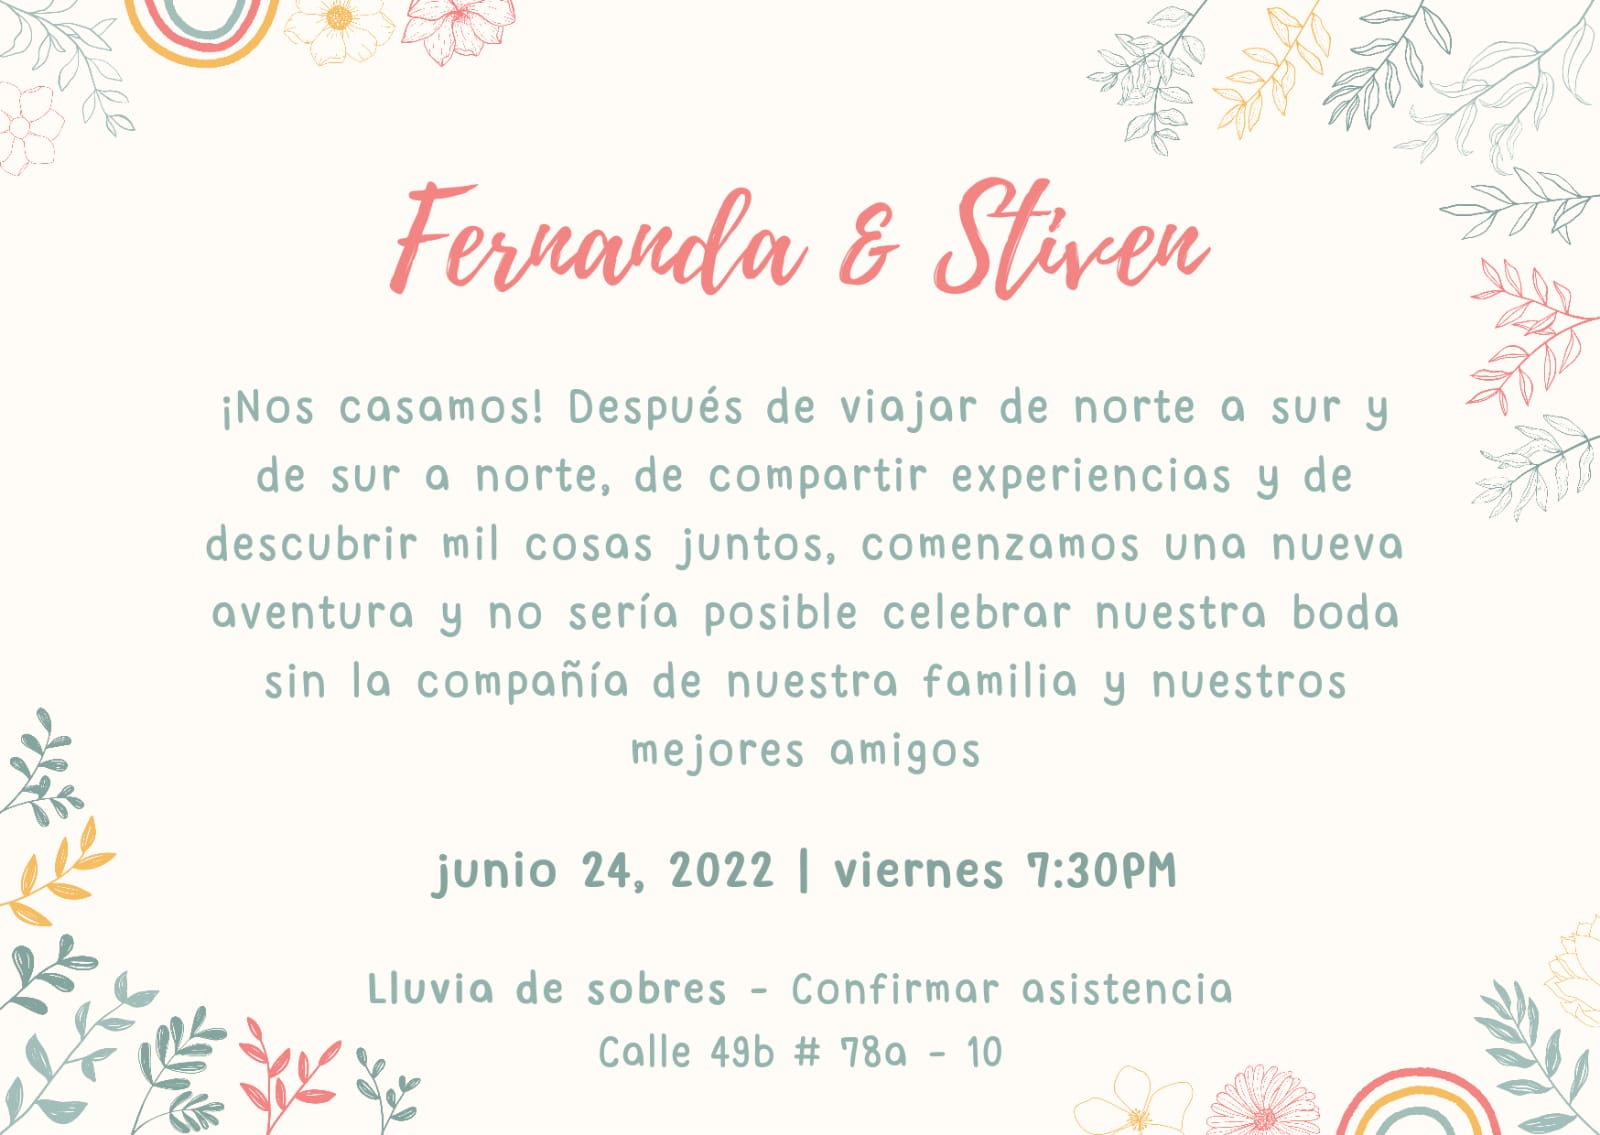 Fernanda & Stiven
¡Nos casamos! Después de viajar de norte a sur y
de sur a norte, de compartir experiencias y de
descubrir mil cosas juntos, comenzamos una nueva
aventura y no sería posible celebrar nuestra boda
sin la compañía de nuestra familia y nuestros
mejores amigos
junio 24, 2022 | viernes 7:30PM
Lluvia de sobres - Confirmar asistencia
Calle 49b # 78a - 10